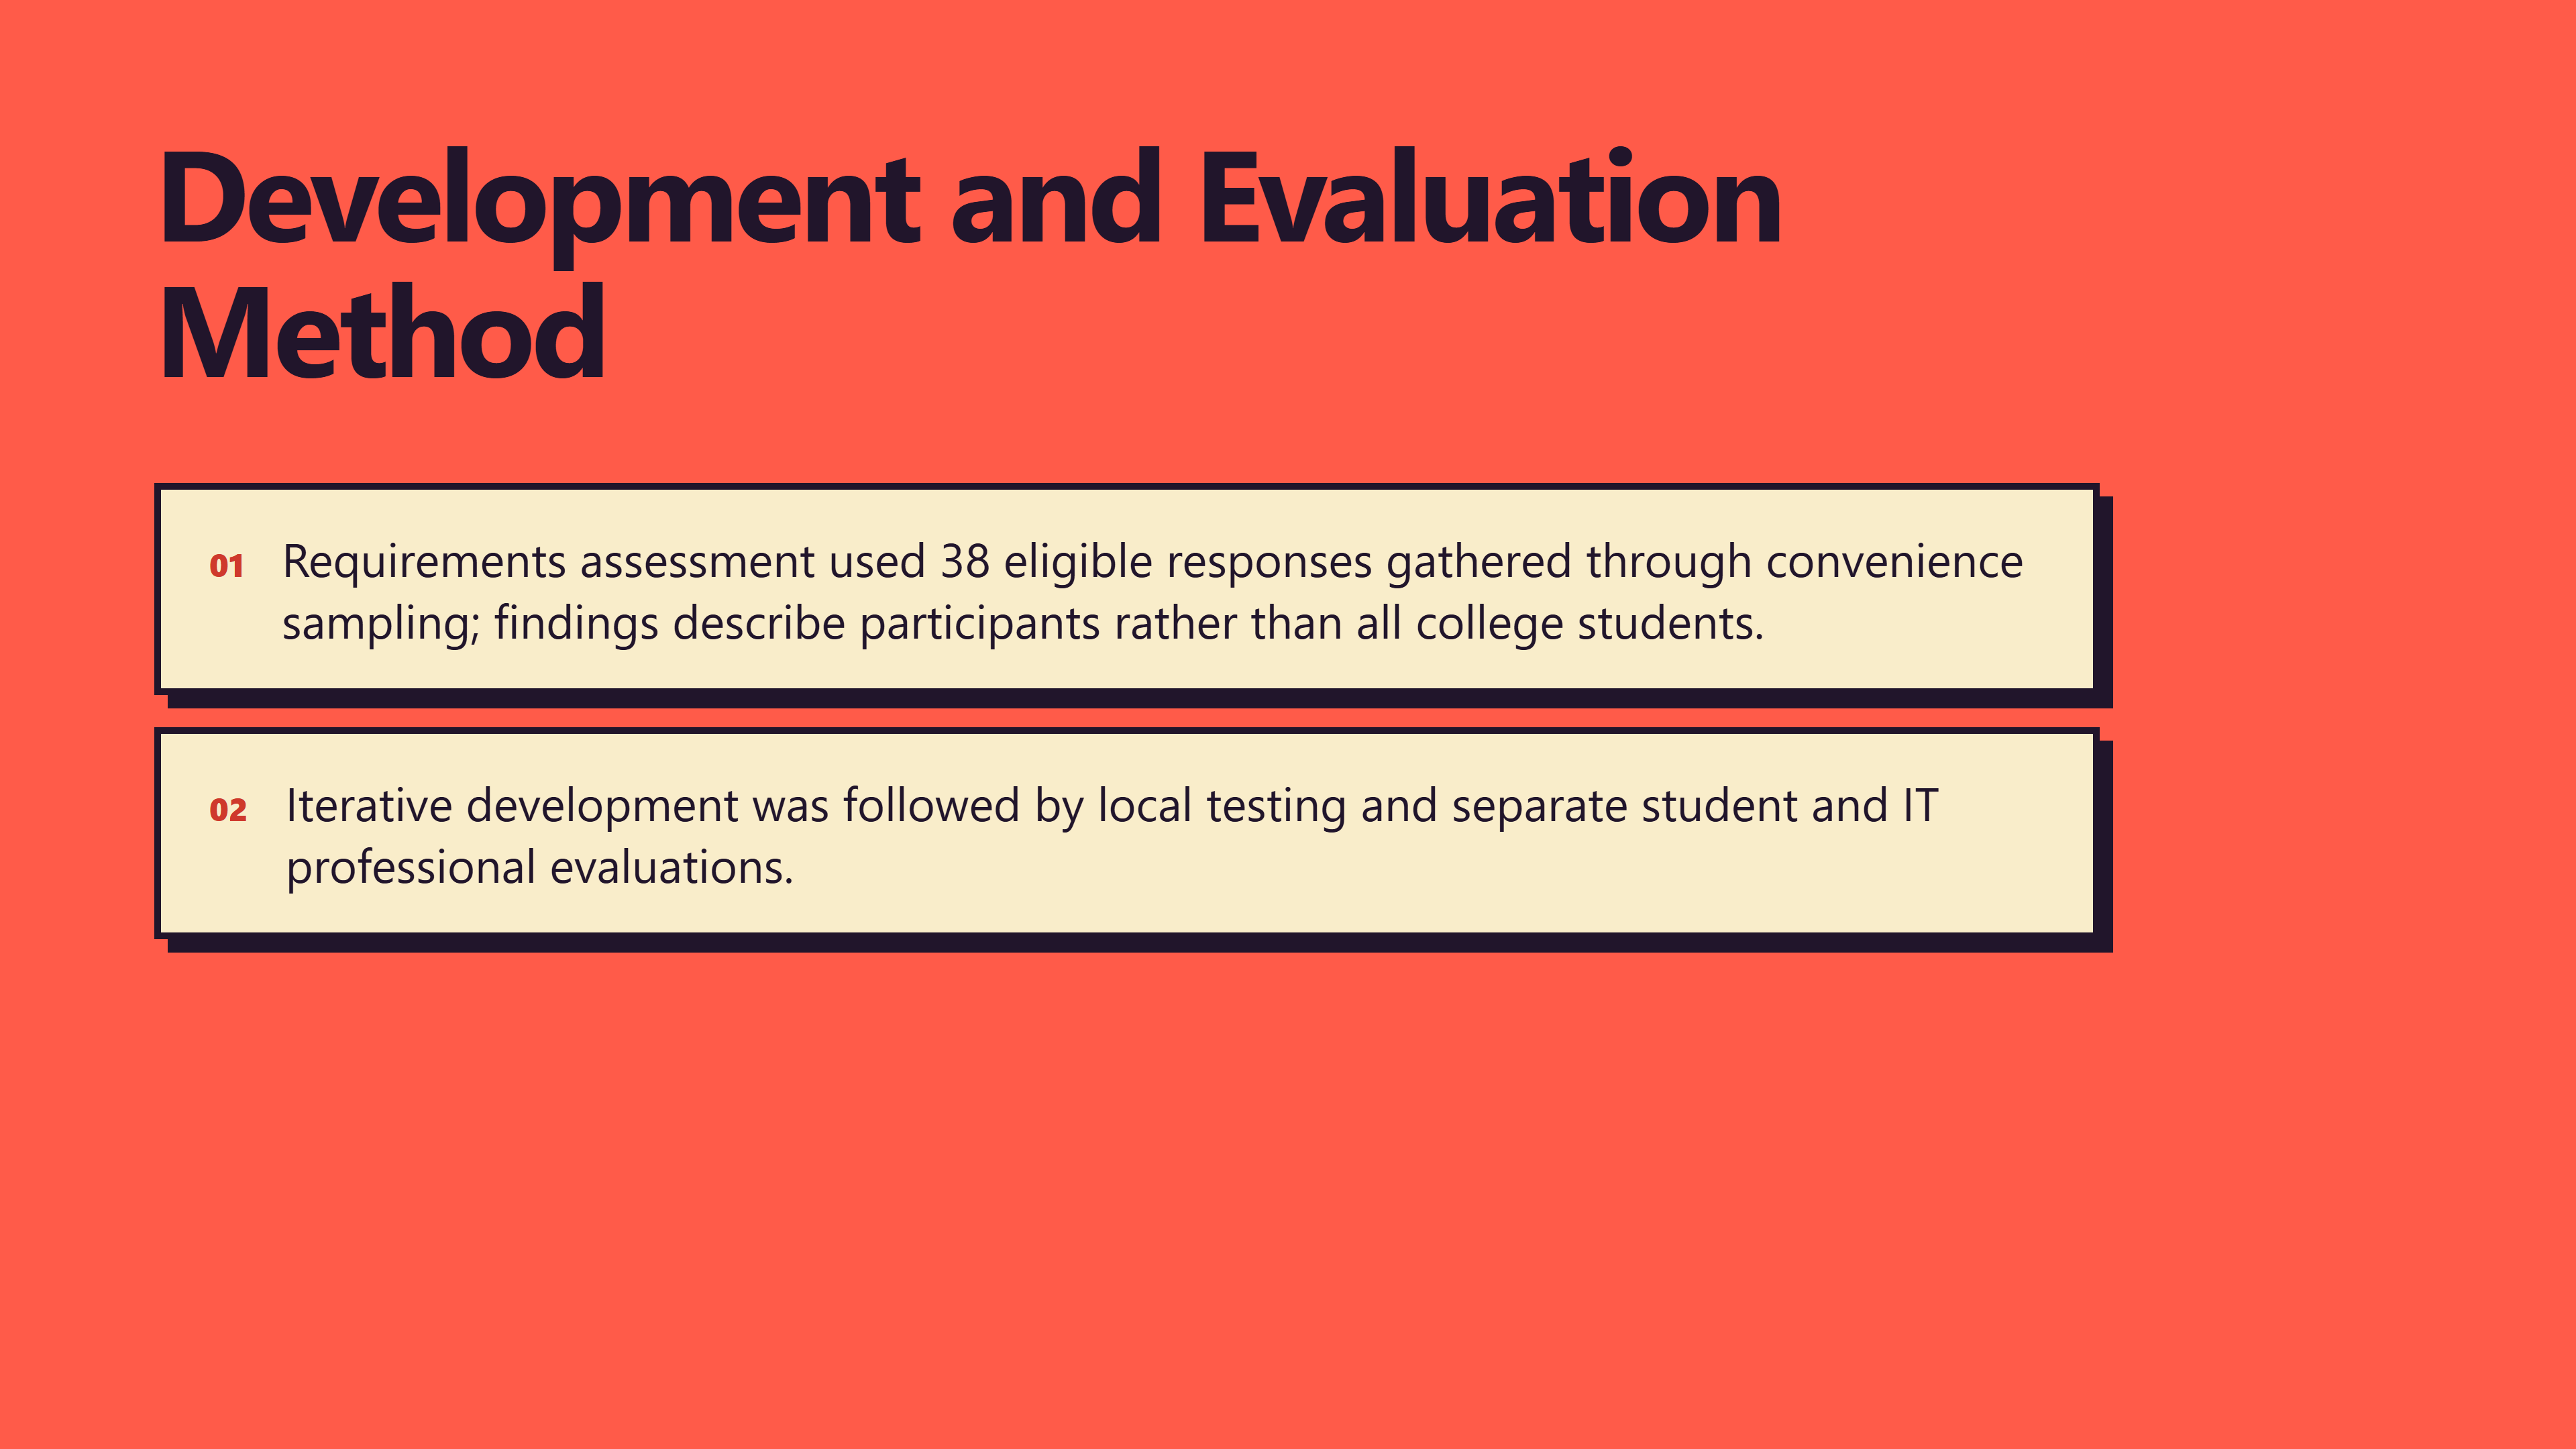 Development and Evaluation
Method
01 Requirements assessment used 38 eligible responses gathered through convenience
sampling; findings describe participants rather than all college students.
02 Iterative development was followed by local testing and separate student and IT
professional evaluations.